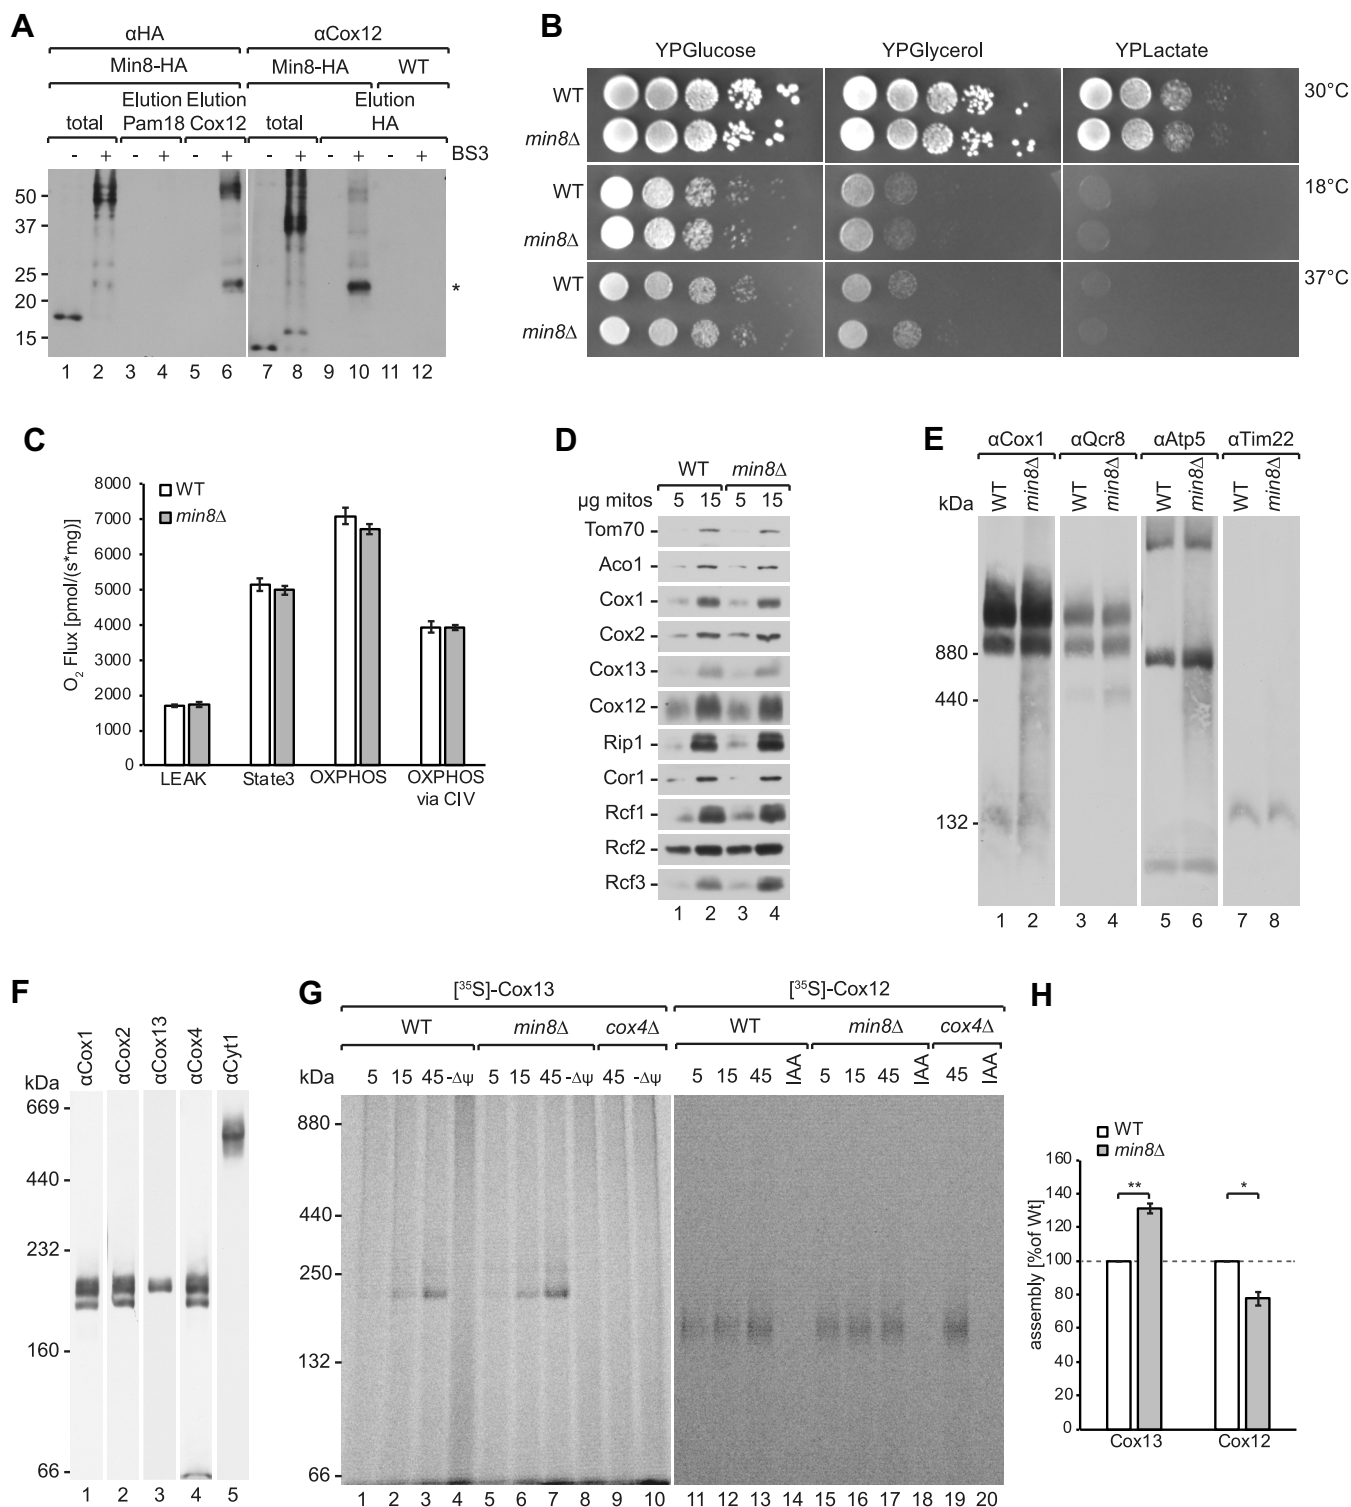 A
αHA
αCox12
Min8-HA
Min8-HA
WT
total
Elution Pam18
Elution Cox12
total
Elution HA
- + - + - + - + - + - + BS3
50
37
25
20
15
*
1 2 3 4 5 6 7 8 9 10 11 12
B
YPGlucose YPGlycerol YPLactate
WT
min8Δ
30°C
WT
min8Δ
18°C
WT
min8Δ
37°C
C
O2 Flux [pmol/(s*mg)]
8000
7000
6000
5000
4000
3000
2000
1000
0
WT
min8Δ
LEAK State3 OXPHOS OXPHOS via CIV
D
WT min8Δ
µg mitos 5 15 5 15
Tom70
Aco1
Cox1
Cox2
Cox13
Cox12
Rip1
Cor1
Rcf1
Rcf2
Rcf3
1 2 3 4
E
αCox1 αQcr8 αAtp5 αTim22
kDa WT min8Δ WT min8Δ WT min8Δ WT min8Δ
880
440
132
1 2 3 4 5 6 7 8
F
kDa αCox1 αCox2 αCox13 αCox4 αCyt1
669
440
232
160
66
1 2 3 4 5
G
[35S]-Cox13 [35S]-Cox12
WT min8Δ cox4Δ WT min8Δ cox4Δ
kDa 5 15 45 -Δψ 5 15 45 -Δψ 45 -Δψ 5 15 45 IAA 5 15 45 IAA 45 IAA
880
440
250
132
66
1 2 3 4 5 6 7 8 9 10 11 12 13 14 15 16 17 18 19 20
H
WT
min8Δ
assembly [%of Wt]
160
140
120
100
80
60
40
20
0
** *
Cox13 Cox12